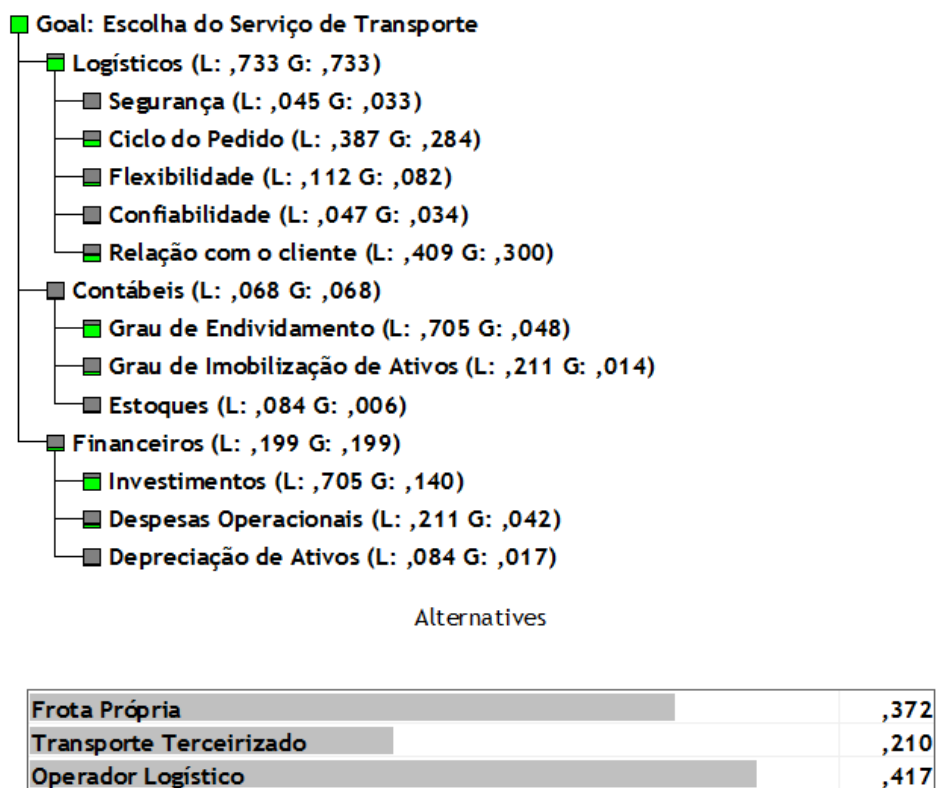 Goal: Escolha do Serviço de Transporte
Logísticos (L: ,733 G: ,733)
Segurança (L: ,045 G: ,033)
Ciclo do Pedido (L: ,387 G: ,284)
Flexibilidade (L: ,112 G: ,082)
Confiabilidade (L: ,047 G: ,034)
Relação com o cliente (L: ,409 G: ,300)
Contábeis (L: ,068 G: ,068)
Grau de Endividamento (L: ,705 G: ,048)
Grau de Imobilização de Ativos (L: ,211 G: ,014)
Estoques (L: ,084 G: ,006)
Financeiros (L: ,199 G: ,199)
Investimentos (L: ,705 G: ,140)
Despesas Operacionais (L: ,211 G: ,042)
Depreciação de Ativos (L: ,084 G: ,017)
Alternatives
Frota Própria ,372
Transporte Terceirizado ,210
Operador Logístico ,417